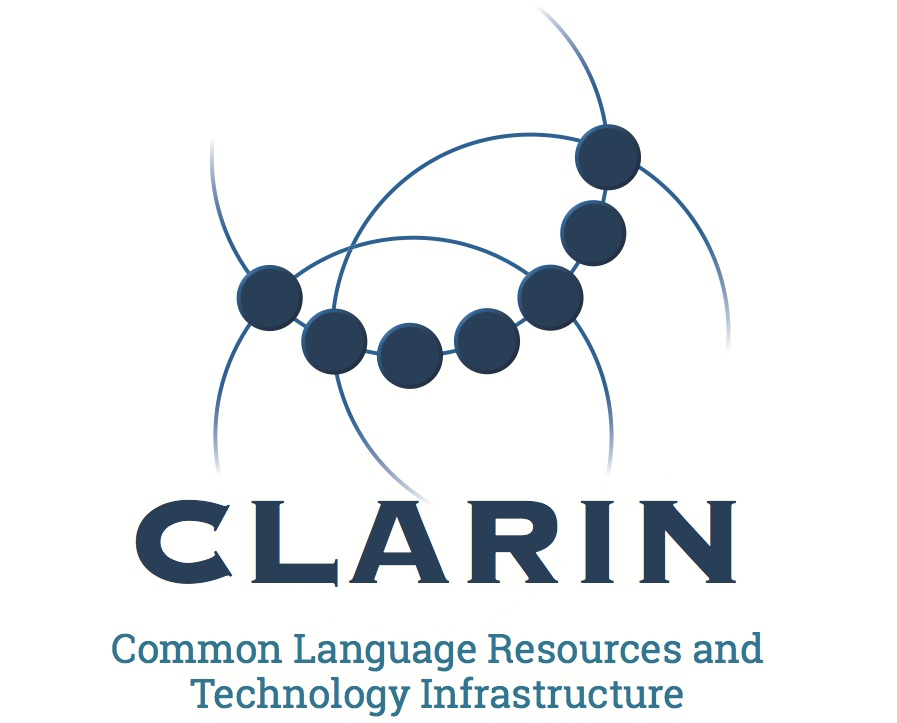 CLARIN
Common Language Resources and
Technology Infrastructure